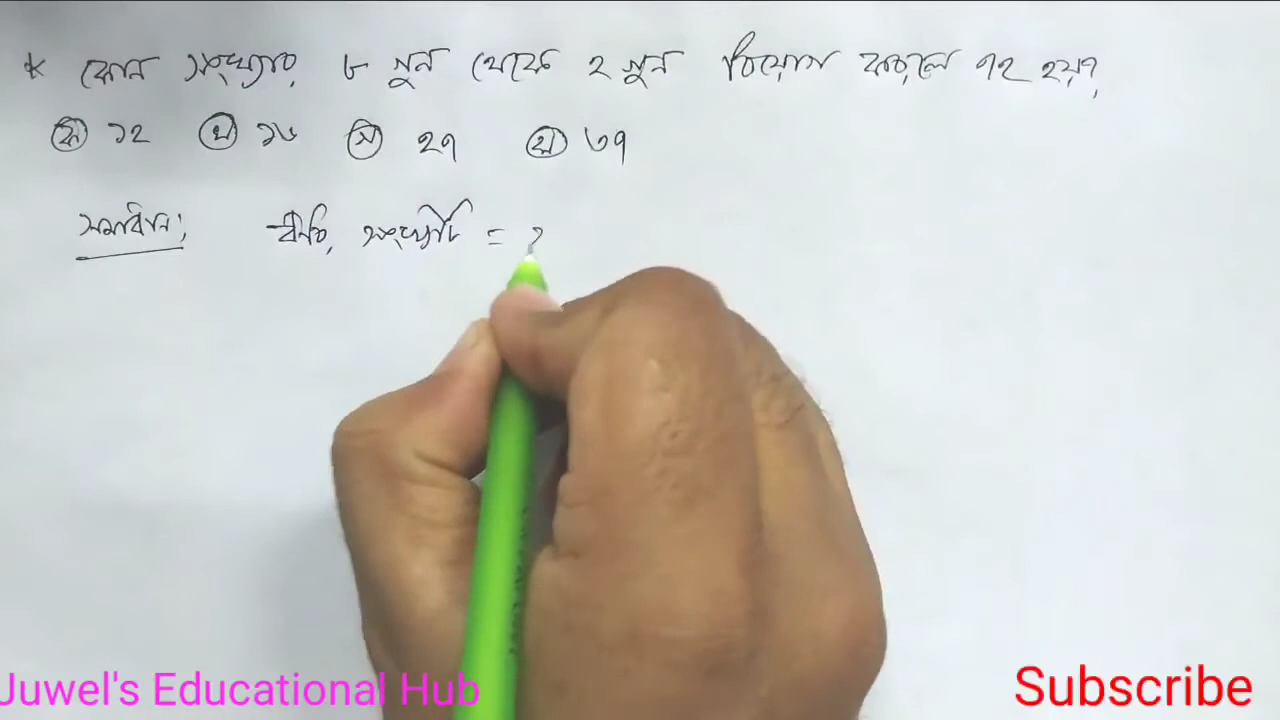 * কোন সংখ্যার ৮ গুন থেকে ২ গুন বিয়োগ করলে ৭২ হয়?
ক ১২ খ ১৮ গ ২৭ ঘ ৩৭
সমাধান: ধরি, সংখ্যাটি =
Juwel's Educational Hub
Subscribe